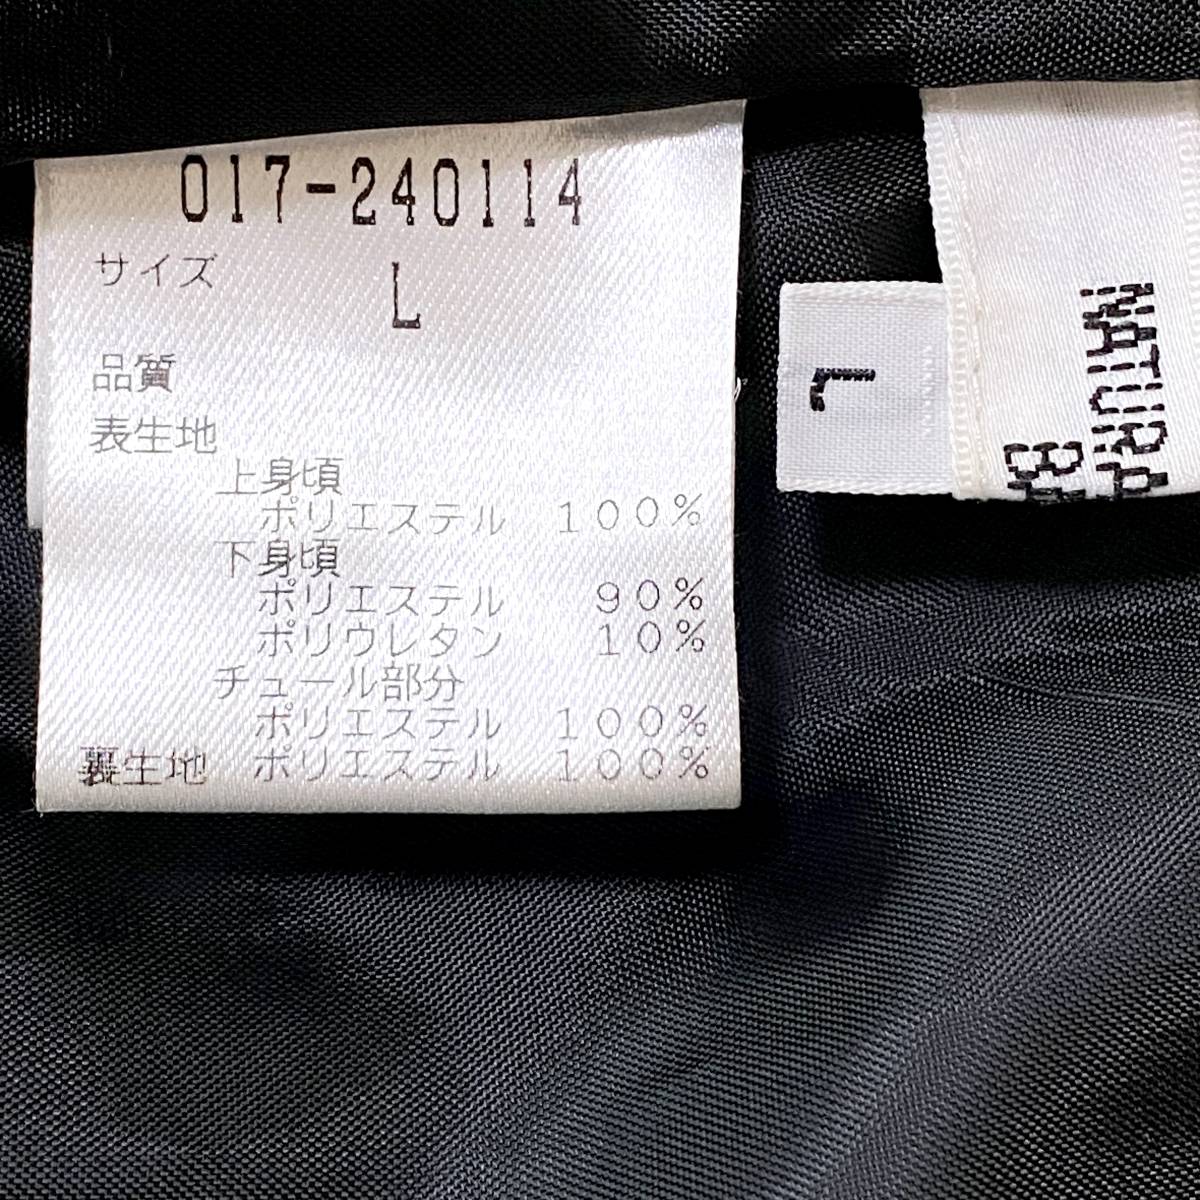 017-240114
サイズ L
品質
表生地
上身頃
ポリエステル 100%
下身頃
ポリエステル 90%
ポリウレタン 10%
チュール部分
ポリエステル 100%
裏生地 ポリエステル 100%
L